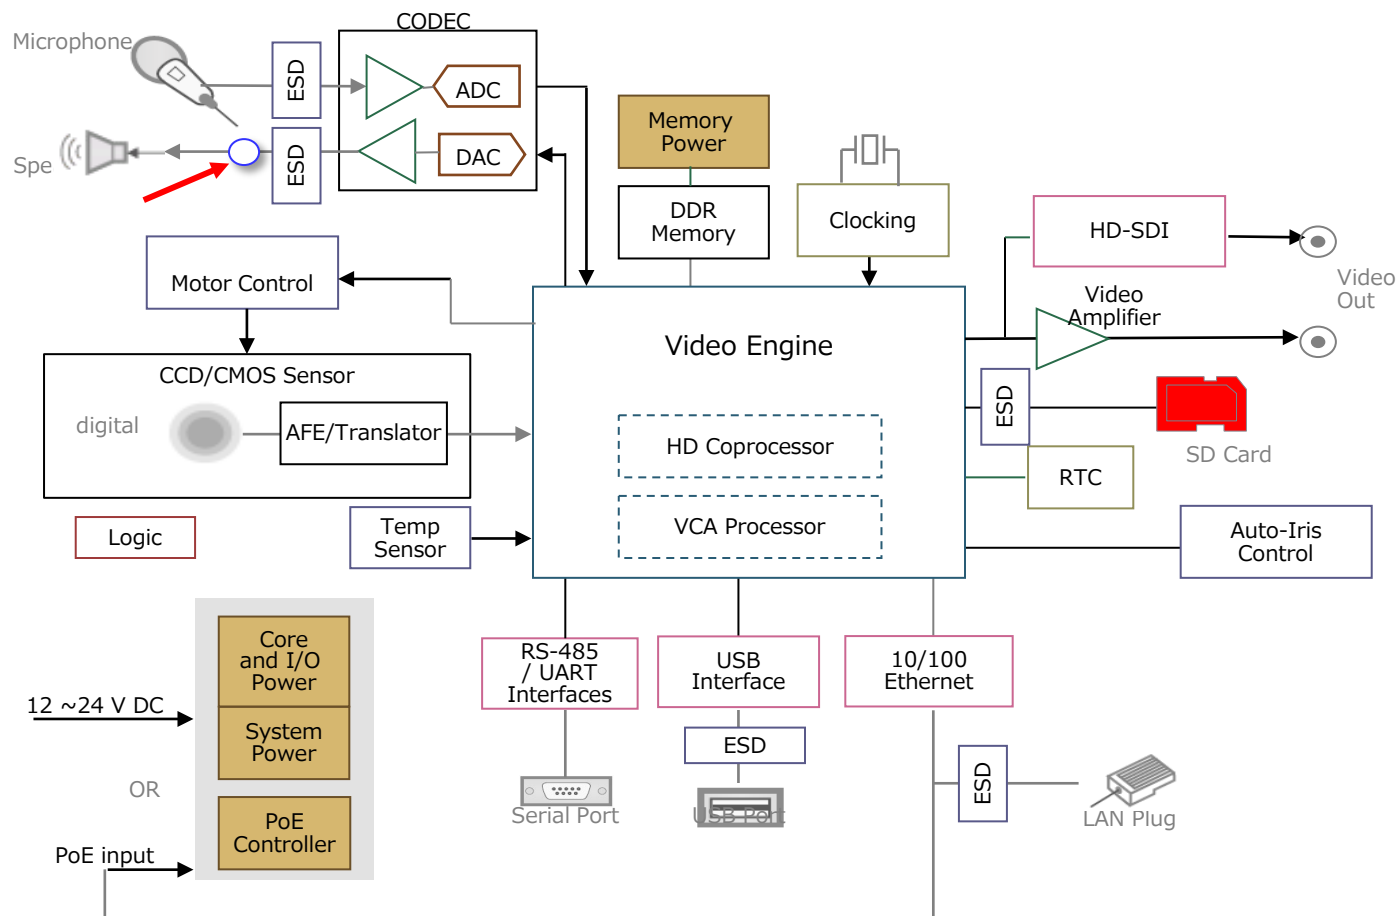 CODEC
Microphone
ESD
ADC
Spe
ESD
DAC
Memory
Power
DDR
Memory
Clocking
HD-SDI
Video
Out
Video
Amplifier
Motor Control
Video Engine
CCD/CMOS Sensor
digital
AFE/Translator
ESD
SD Card
HD Coprocessor
RTC
VCA Processor
Logic
Temp
Sensor
Auto-Iris
Control
Core
and I/O
Power
12 ~24 V DC
System
Power
OR
PoE
Controller
PoE input
RS-485
/ UART
Interfaces
USB
Interface
10/100
Ethernet
ESD
ESD
Serial Port
USB Port
LAN Plug